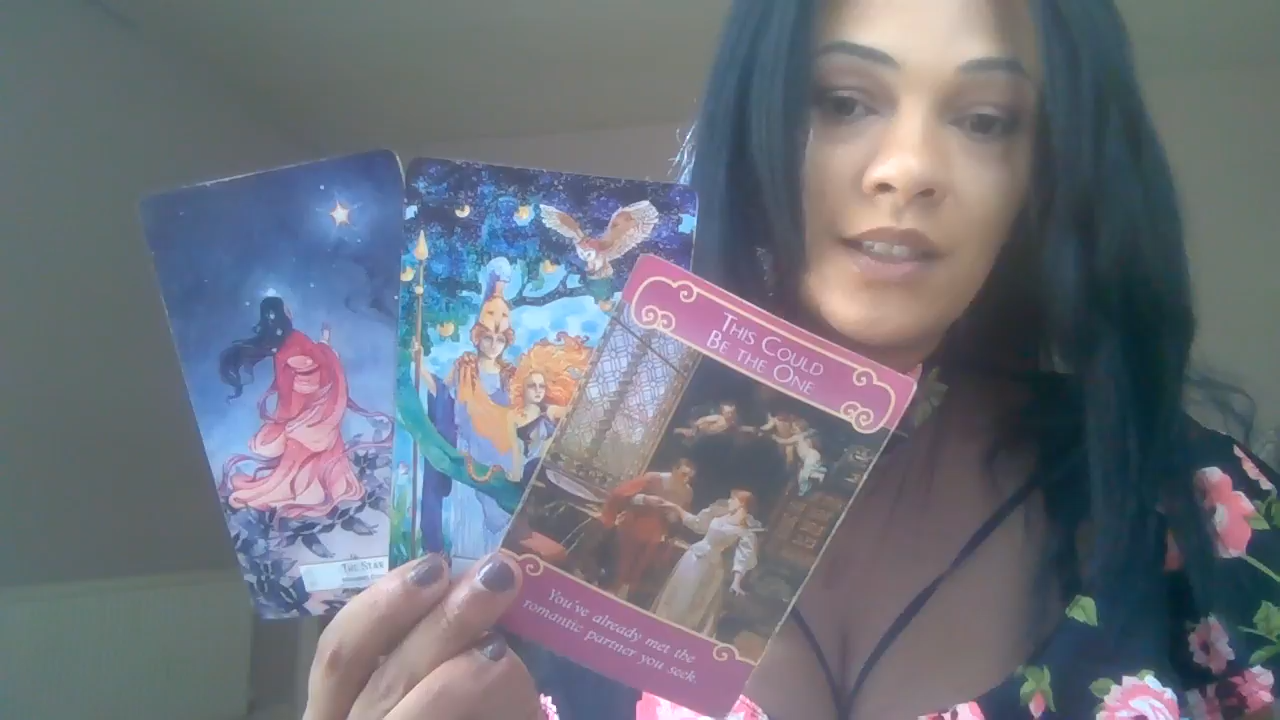 THE STAR
THIS COULD
BE THE ONE
You've already met the
romantic partner you seek.